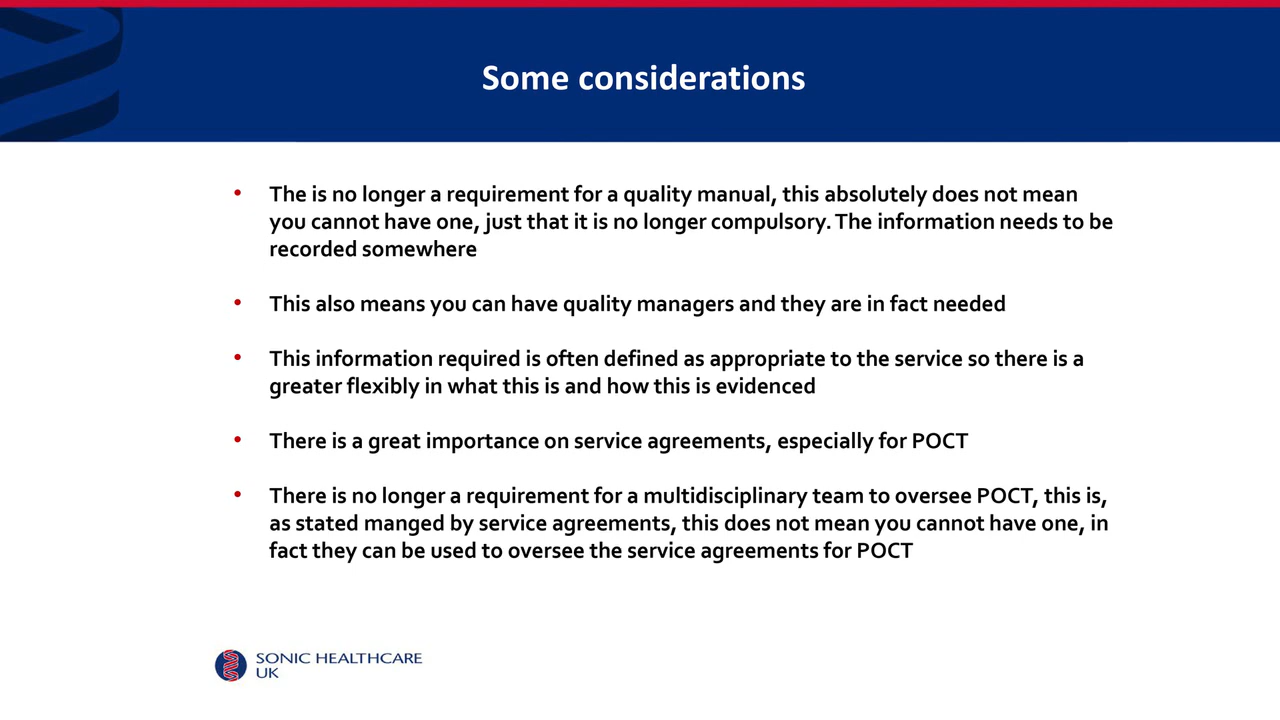 Some considerations
• The is no longer a requirement for a quality manual, this absolutely does not mean
you cannot have one, just that it is no longer compulsory. The information needs to be
recorded somewhere
• This also means you can have quality managers and they are in fact needed
• This information required is often defined as appropriate to the service so there is a
greater flexibly in what this is and how this is evidenced
• There is a great importance on service agreements, especially for POCT
• There is no longer a requirement for a multidisciplinary team to oversee POCT, this is,
as stated manged by service agreements, this does not mean you cannot have one, in
fact they can be used to oversee the service agreements for POCT
SONIC HEALTHCARE
UK